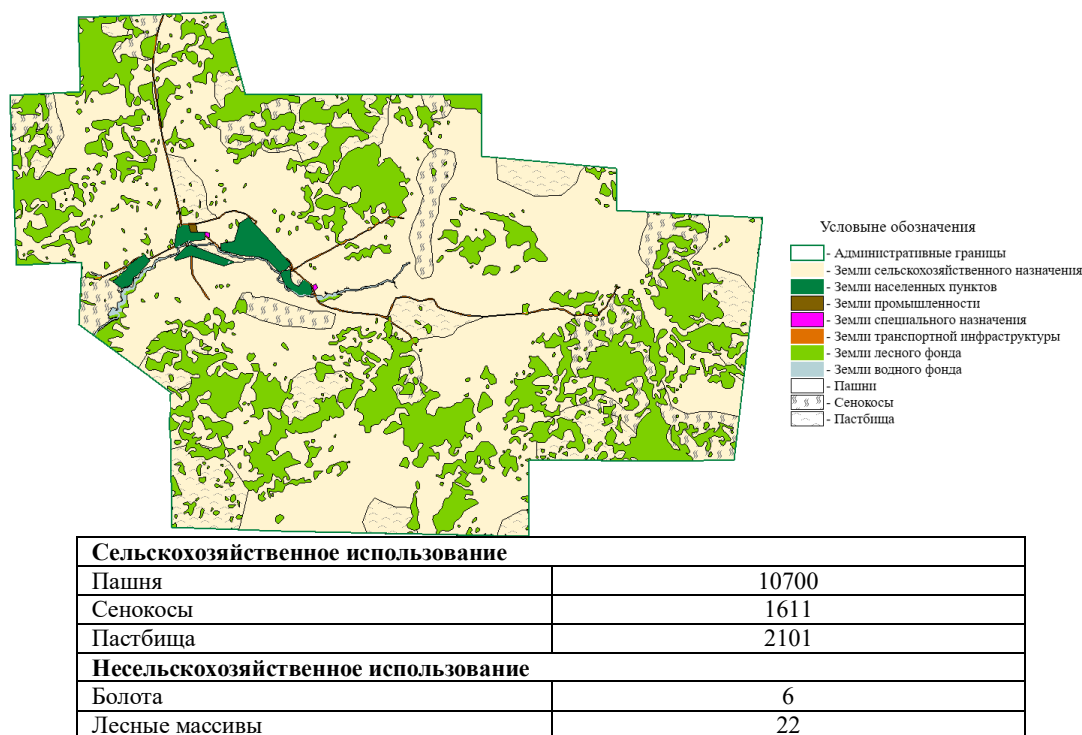 Условыне обозначения
- Административные границы
- Земли сельскохозяйственного назначения
- Земли населенных пунктов
- Земли промышленности
- Земли специального назначения
- Земли транспортной инфраструктуры
- Земли лесного фонда
- Земли водного фонда
- Пашни
- Сенокосы
- Пастбища
Сельскохозяйственное использование
Пашня 10700
Сенокосы 1611
Пастбища 2101
Несельскохозяйственное использование
Болота 6
Лесные массивы 22